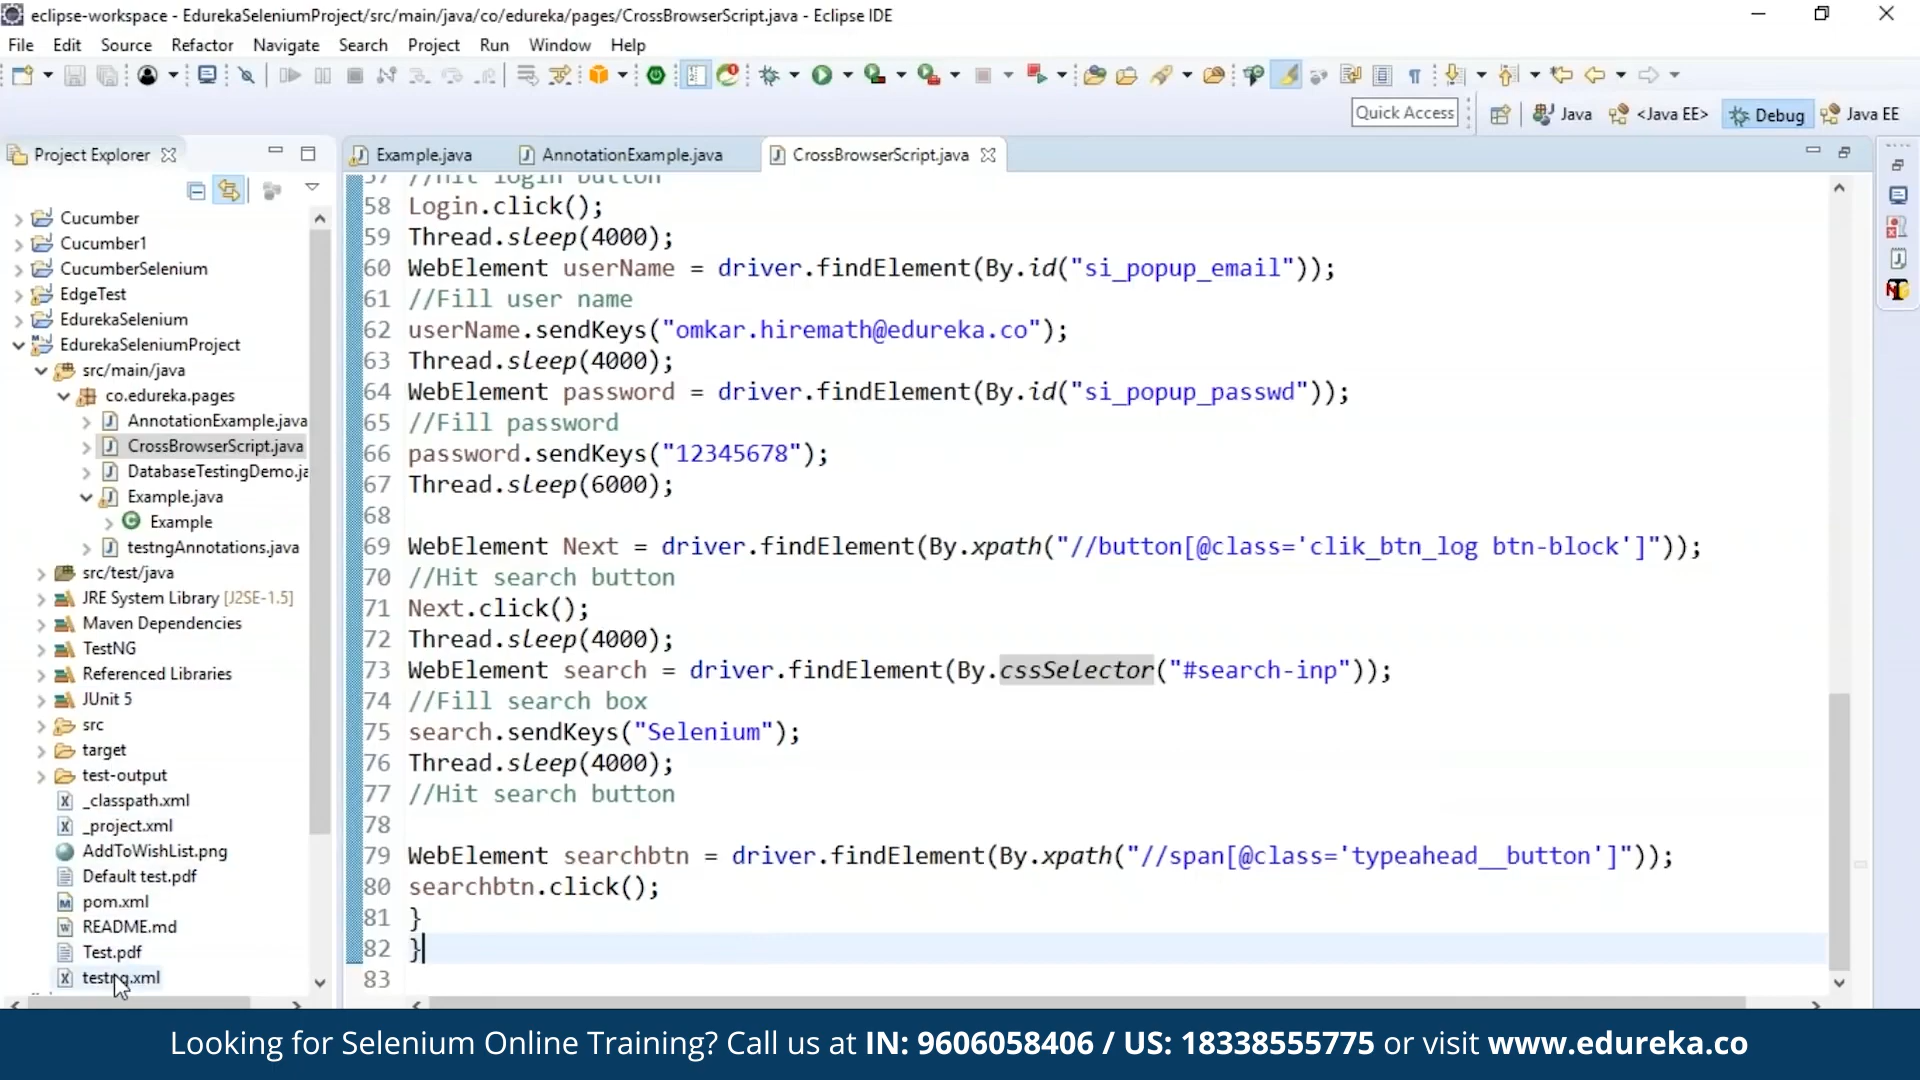 eclipse-workspace - EdurekaSeleniumProject/src/main/java/co/edureka/pages/CrossBrowserScript.java - Eclipse IDE
File Edit Source Refactor Navigate Search Project Run Window Help
Quick Access Java <Java EE> Debug Java EE
Project Explorer
Example.java AnnotationExample.java CrossBrowserScript.java
Cucumber
Cucumber1
CucumberSelenium
EdgeTest
EdurekaSelenium
EdurekaSeleniumProject
src/main/java
co.edureka.pages
AnnotationExample.java
CrossBrowserScript.java
DatabaseTestingDemo.ja
Example.java
Example
testngAnnotations.java
src/test/java
JRE System Library [J2SE-1.5]
Maven Dependencies
TestNG
Referenced Libraries
JUnit 5
src
target
test-output
_classpath.xml
_project.xml
AddToWishList.png
Default test.pdf
pom.xml
README.md
Test.pdf
testng.xml
57 //Hit login button
58 Login.click();
59 Thread.sleep(4000);
60 WebElement userName = driver.findElement(By.id("si_popup_email"));
61 //Fill user name
62 userName.sendKeys("omkar.hiremath@edureka.co");
63 Thread.sleep(4000);
64 WebElement password = driver.findElement(By.id("si_popup_passwd"));
65 //Fill password
66 password.sendKeys("12345678");
67 Thread.sleep(6000);
68
69 WebElement Next = driver.findElement(By.xpath("//button[@class='clik_btn_log btn-block']"));
70 //Hit search button
71 Next.click();
72 Thread.sleep(4000);
73 WebElement search = driver.findElement(By.cssSelector("#search-inp"));
74 //Fill search box
75 search.sendKeys("Selenium");
76 Thread.sleep(4000);
77 //Hit search button
78
79 WebElement searchbtn = driver.findElement(By.xpath("//span[@class='typeahead__button']"));
80 searchbtn.click();
81 }
82 }
83
Looking for Selenium Online Training? Call us at IN: 9606058406 / US: 18338555775 or visit www.edureka.co